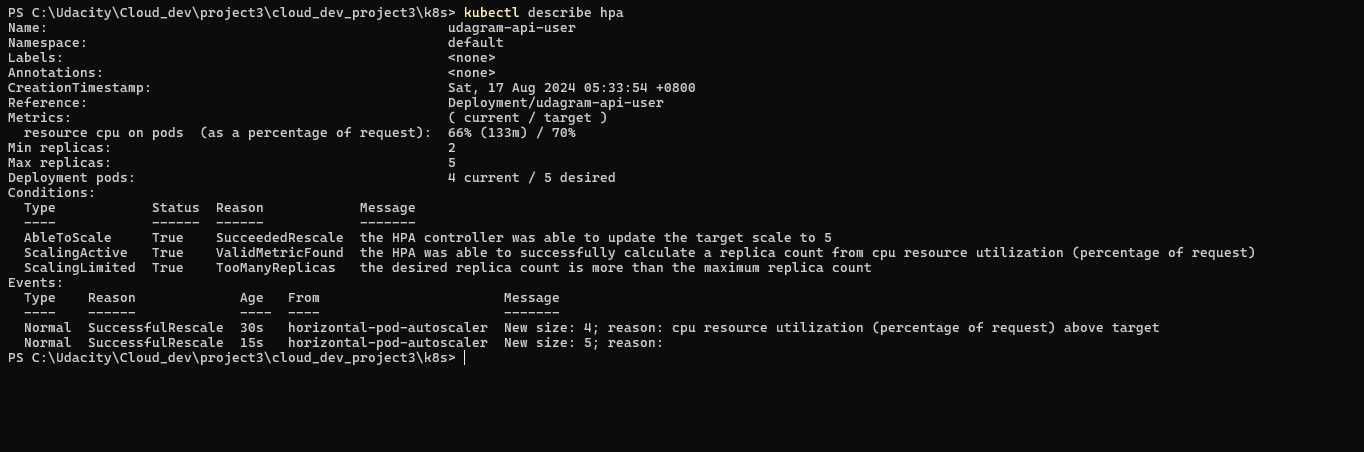 PS C:\Udacity\Cloud_dev\project3\cloud_dev_project3\k8s> kubectl describe hpa
Name:                                                  udagram-api-user
Namespace:                                             default
Labels:                                                <none>
Annotations:                                           <none>
CreationTimestamp:                                     Sat, 17 Aug 2024 05:33:54 +0800
Reference:                                             Deployment/udagram-api-user
Metrics:                                               ( current / target )
  resource cpu on pods  (as a percentage of request):  66% (133m) / 70%
Min replicas:                                          2
Max replicas:                                          5
Deployment pods:                                       4 current / 5 desired
Conditions:
  Type            Status  Reason            Message
  ----            ------  ------            -------
  AbleToScale     True    SucceededRescale  the HPA controller was able to update the target scale to 5
  ScalingActive   True    ValidMetricFound  the HPA was able to successfully calculate a replica count from cpu resource utilization (percentage of request)
  ScalingLimited  True    TooManyReplicas   the desired replica count is more than the maximum replica count
Events:
  Type    Reason             Age   From                       Message
  ----    ------             ----  ----                       -------
  Normal  SuccessfulRescale  30s   horizontal-pod-autoscaler  New size: 4; reason: cpu resource utilization (percentage of request) above target
  Normal  SuccessfulRescale  15s   horizontal-pod-autoscaler  New size: 5; reason:
PS C:\Udacity\Cloud_dev\project3\cloud_dev_project3\k8s>